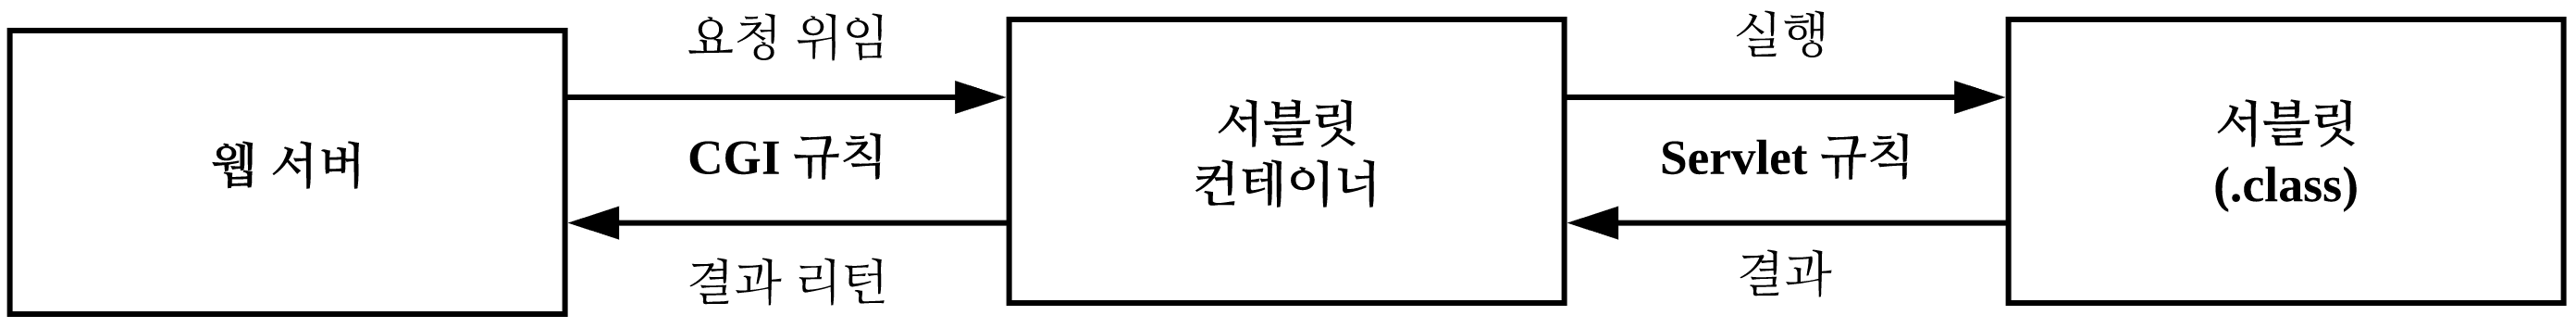 웹 서버
요청 위임
CGI 규칙
결과 리턴
서블릿
컨테이너
실행
Servlet 규칙
결과
서블릿
(.class)